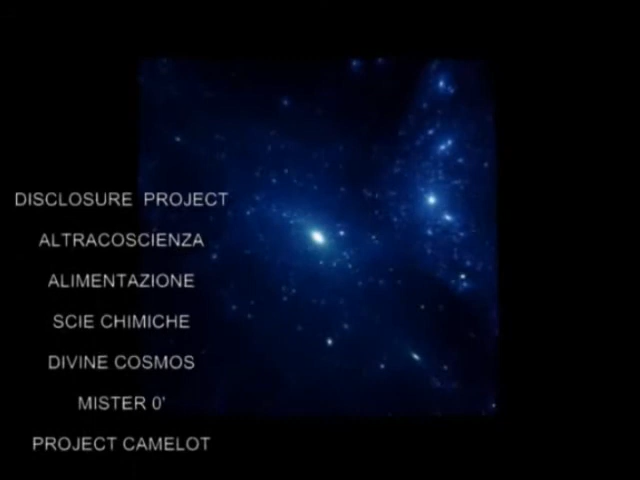 DISCLOSURE PROJECT
ALTRACOSCIENZA
ALIMENTAZIONE
SCIE CHIMICHE
DIVINE COSMOS
MISTER 0'
PROJECT CAMELOT